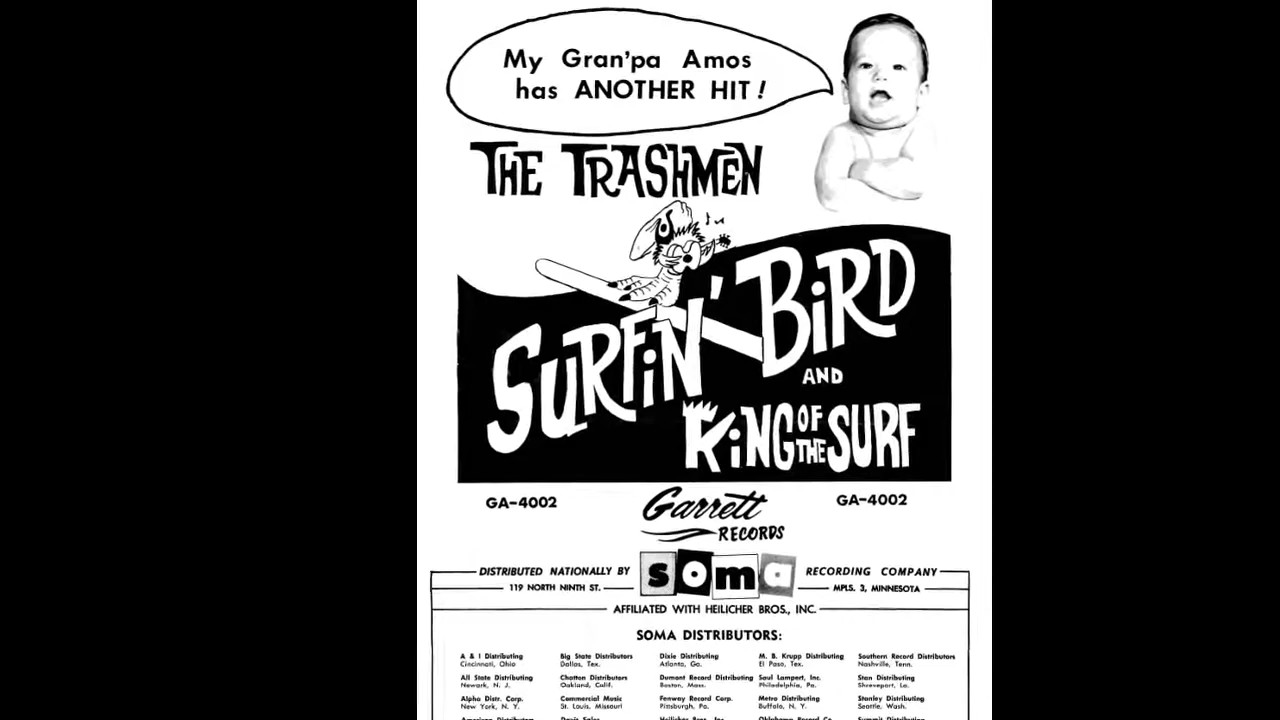 My Gran'pa Amos
has ANOTHER HIT!
THE TRASHMEN
SURFiN' BiRD
AND
KiNG OF THE SURF
GA-4002
Garrett
RECORDS
GA-4002
DISTRIBUTED NATIONALLY BY soma RECORDING COMPANY
119 NORTH NINTH ST. MPLS. 3, MINNESOTA
AFFILIATED WITH HEILICHER BROS., INC.
SOMA DISTRIBUTORS:
A & I Distributing
Cincinnati, Ohio
Big State Distributors
Dallas, Tex.
Dixie Distributing
Atlanta, Ga.
M. B. Krupp Distributing
El Paso, Tex.
Southern Record Distributors
Nashville, Tenn.
All State Distributing
Newark, N. J.
Chatton Distributors
Oakland, Calif.
Dumont Record Distributing
Boston, Mass.
Saul Lampert, Inc.
Philadelphia, Pa.
Stan Distributing
Shreveport, La.
Alpha Distr. Corp.
New York, N. Y.
Commercial Music
St. Louis, Missouri
Fenway Record Corp.
Pittsburgh, Pa.
Metro Distributing
Buffalo, N. Y.
Stanley Distributing
Seattle, Wash.